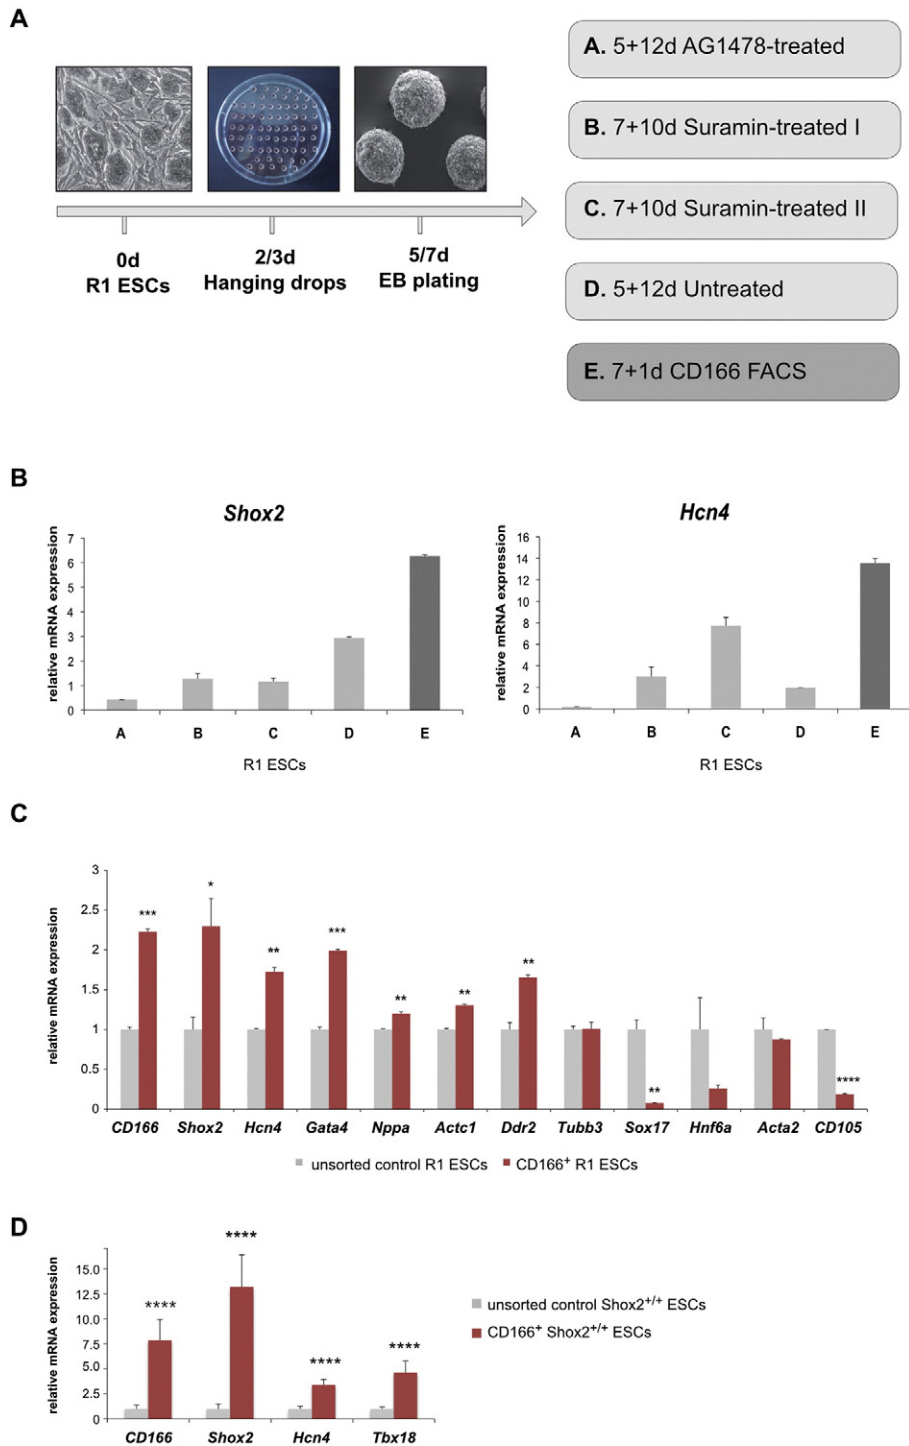 A
A. 5+12d AG1478-treated
B. 7+10d Suramin-treated I
C. 7+10d Suramin-treated II
D. 5+12d Untreated
E. 7+1d CD166 FACS
0d
R1 ESCs
2/3d
Hanging drops
5/7d
EB plating
B
Shox2
relative mRNA expression
7
6
5
4
3
2
1
0
A B C D E
R1 ESCs
Hcn4
relative mRNA expression
16
14
12
10
8
6
4
2
0
A B C D E
R1 ESCs
C
relative mRNA expression
3
2.5
2
1.5
1
0.5
0
*** * ** *** ** ** ** ** ****
CD166 Shox2 Hcn4 Gata4 Nppa Actc1 Ddr2 Tubb3 Sox17 Hnf6a Acta2 CD105
unsorted control R1 ESCs CD166+ R1 ESCs
D
relative mRNA expression
15.0
12.5
10.0
7.5
5.0
2.5
0
**** **** **** ****
CD166 Shox2 Hcn4 Tbx18
unsorted control Shox2+/+ ESCs
CD166+ Shox2+/+ ESCs